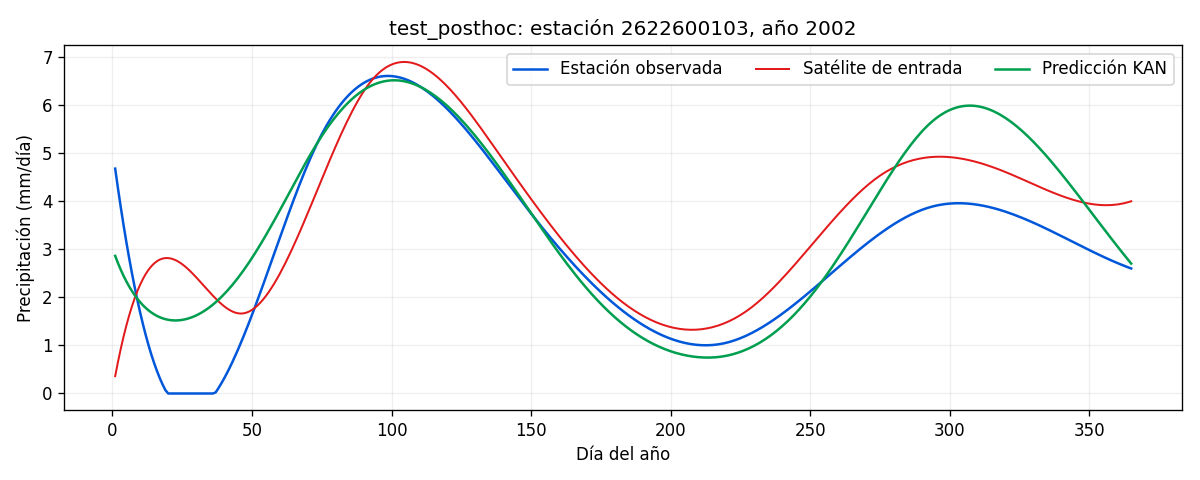 test_posthoc: estación 2622600103, año 2002
Estación observada
Satélite de entrada
Predicción KAN
Precipitación (mm/día)
7
6
5
4
3
2
1
0
0
50
100
150
200
250
300
350
Día del año